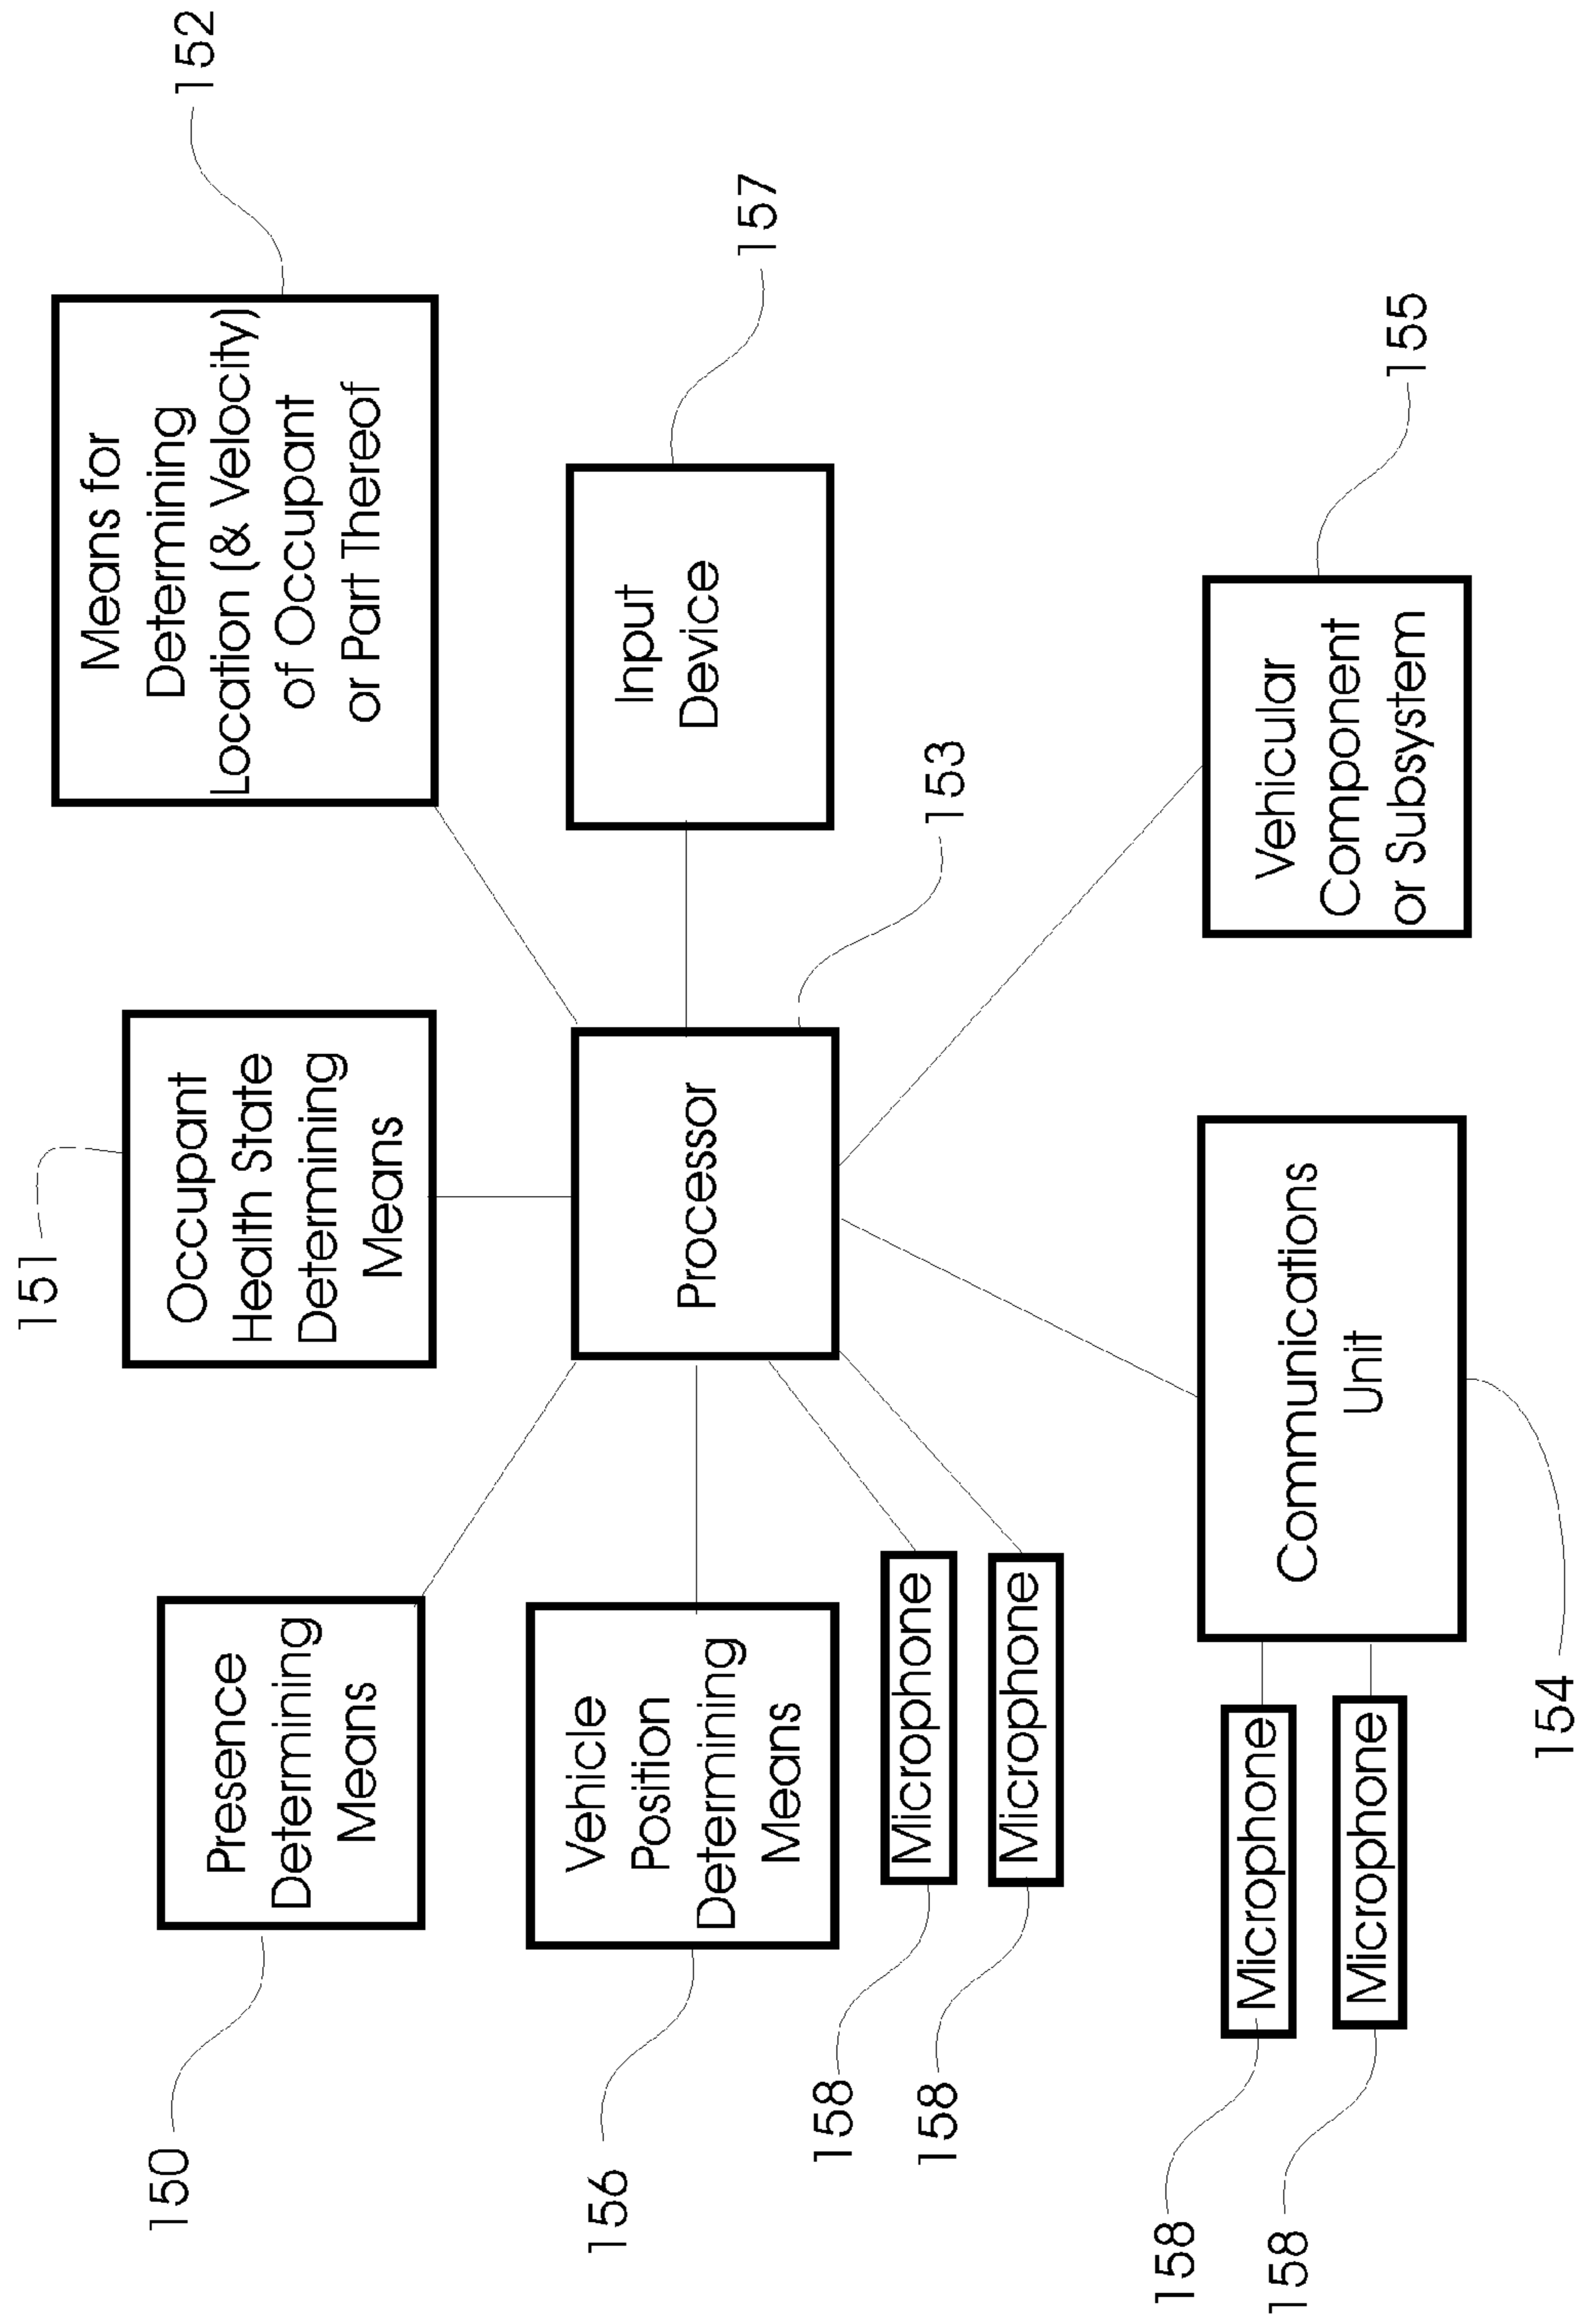 151
Occupant
Health State
Determining
Means
152
Means for
Determining
Location (& Velocity)
of Occupant
or Part Thereof
150
Presence
Determining
Means
156
Vehicle
Position
Determining
Means
Processor
153
Input
Device
157
158
Microphone
158
Microphone
158
Microphone
158
Microphone
Communications
Unit
154
Vehicular
Component
or Subsystem
155